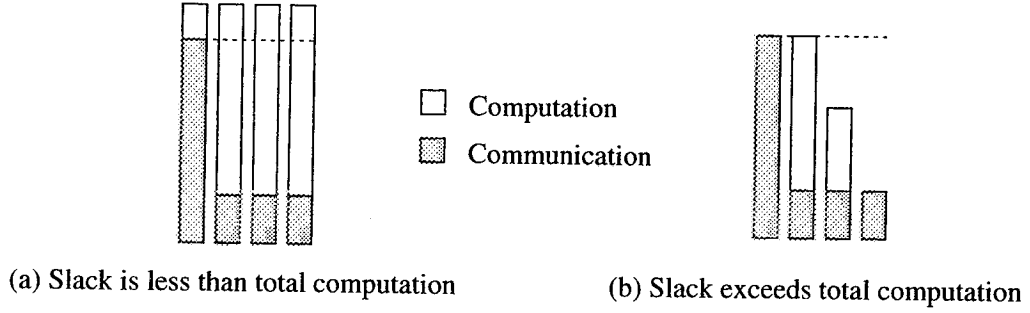 Computation
Communication
(a) Slack is less than total computation
(b) Slack exceeds total computation